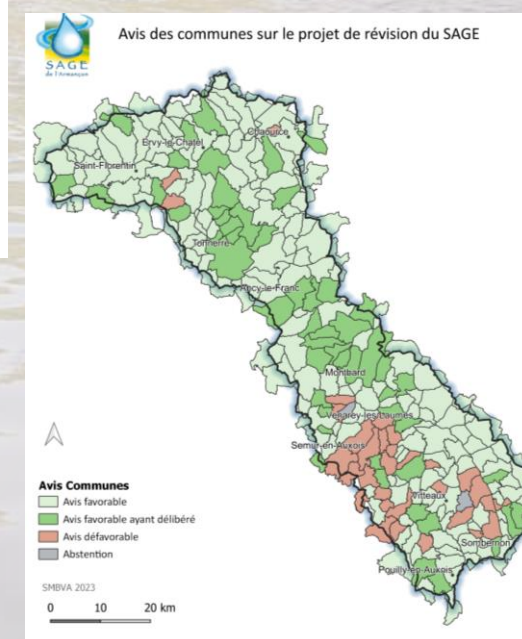 SAGE
de l'Armançon
Avis des communes sur le projet de révision du SAGE
Chaource
Ervy-le-Chatel
Saint-Florentin
Tonnerre
Ancy-le-Franc
Montbard
Venarey-les-Laumes
Semur-en-Auxois
Vitteaux
Sombernon
Pouilly-en-Auxois
Avis Communes
Avis favorable
Avis favorable ayant délibéré
Avis défavorable
Abstention
SMBVA 2023
0 10 20 km